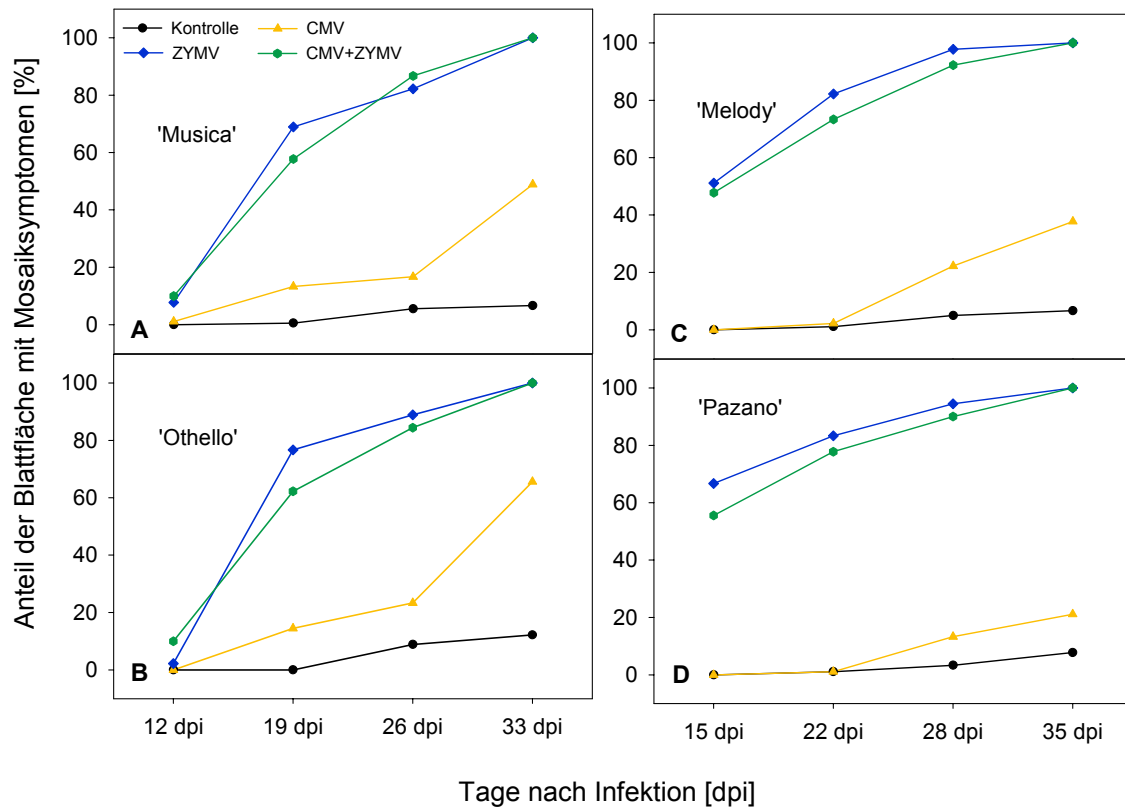 Anteil der Blattfläche mit Mosaiksymptomen [%]
Kontrolle
ZYMV
CMV
CMV+ZYMV
100
80
60
40
20
0
'Musica'
A
100
80
60
40
20
0
'Melody'
C
100
80
60
40
20
0
'Othello'
B
12 dpi
19 dpi
26 dpi
33 dpi
100
80
60
40
20
0
'Pazano'
D
15 dpi
22 dpi
28 dpi
35 dpi
Tage nach Infektion [dpi]